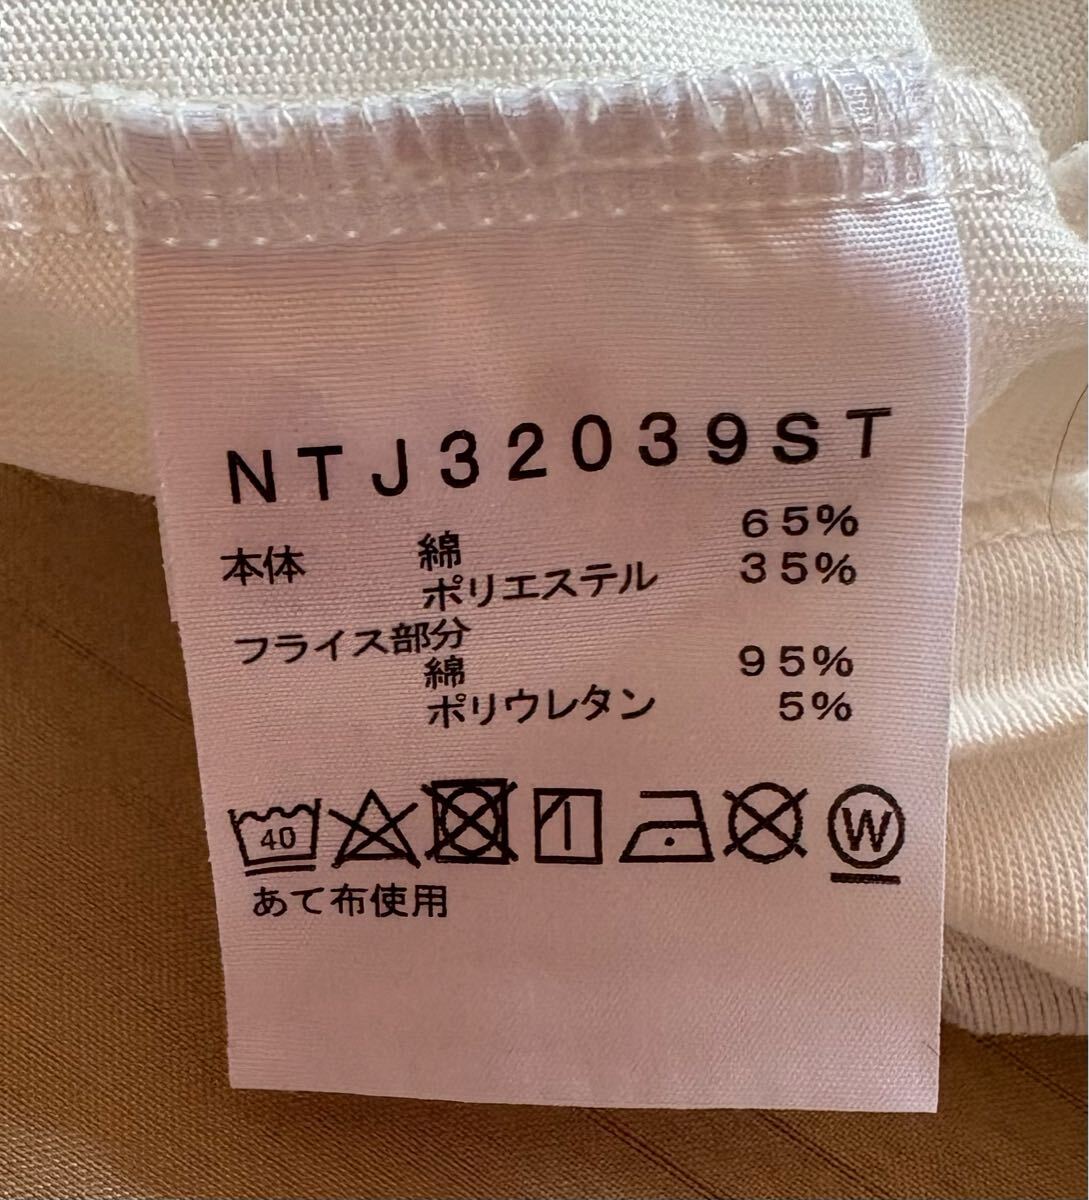 NTJ32039ST
本体 綿 65%
ポリエステル 35%
フライス部分
綿 95%
ポリウレタン 5%
40 W
あて布使用